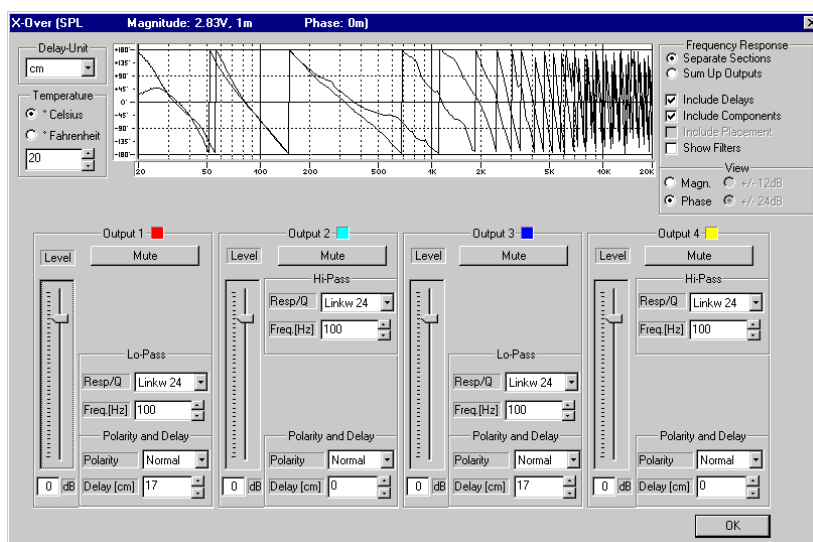 X-Over (SPL Magnitude: 2.83V, 1m Phase: 0m)
Delay-Unit
cm
Temperature
° Celsius
° Fahrenheit
20
+180°
+135°
+90°
+45°
0°
-45°
-90°
-135°
-180°
20 50 100 200 500 1K 2K 5K 10K 20K
Frequency Response
Separate Sections
Sum Up Outputs
Include Delays
Include Components
Include Placement
Show Filters
View
Magn. +/- 12dB
Phase +/- 24dB
Output 1
Level Mute
Lo-Pass
Resp/Q Linkw 24
Freq.[Hz] 100
Polarity and Delay
Polarity Normal
0 dB Delay [cm] 17
Output 2
Level Mute
Hi-Pass
Resp/Q Linkw 24
Freq.[Hz] 100
Polarity and Delay
Polarity Normal
0 dB Delay [cm] 0
Output 3
Level Mute
Lo-Pass
Resp/Q Linkw 24
Freq.[Hz] 100
Polarity and Delay
Polarity Normal
0 dB Delay [cm] 17
Output 4
Level Mute
Hi-Pass
Resp/Q Linkw 24
Freq.[Hz] 100
Polarity and Delay
Polarity Normal
0 dB Delay [cm] 0
OK